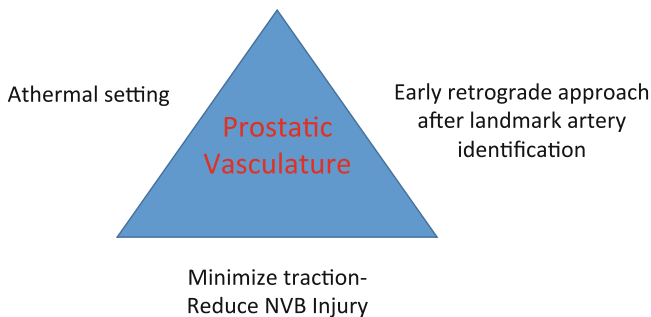 Athermal setting
Prostatic
Vasculature
Early retrograde approach
after landmark artery
identification
Minimize traction-
Reduce NVB Injury